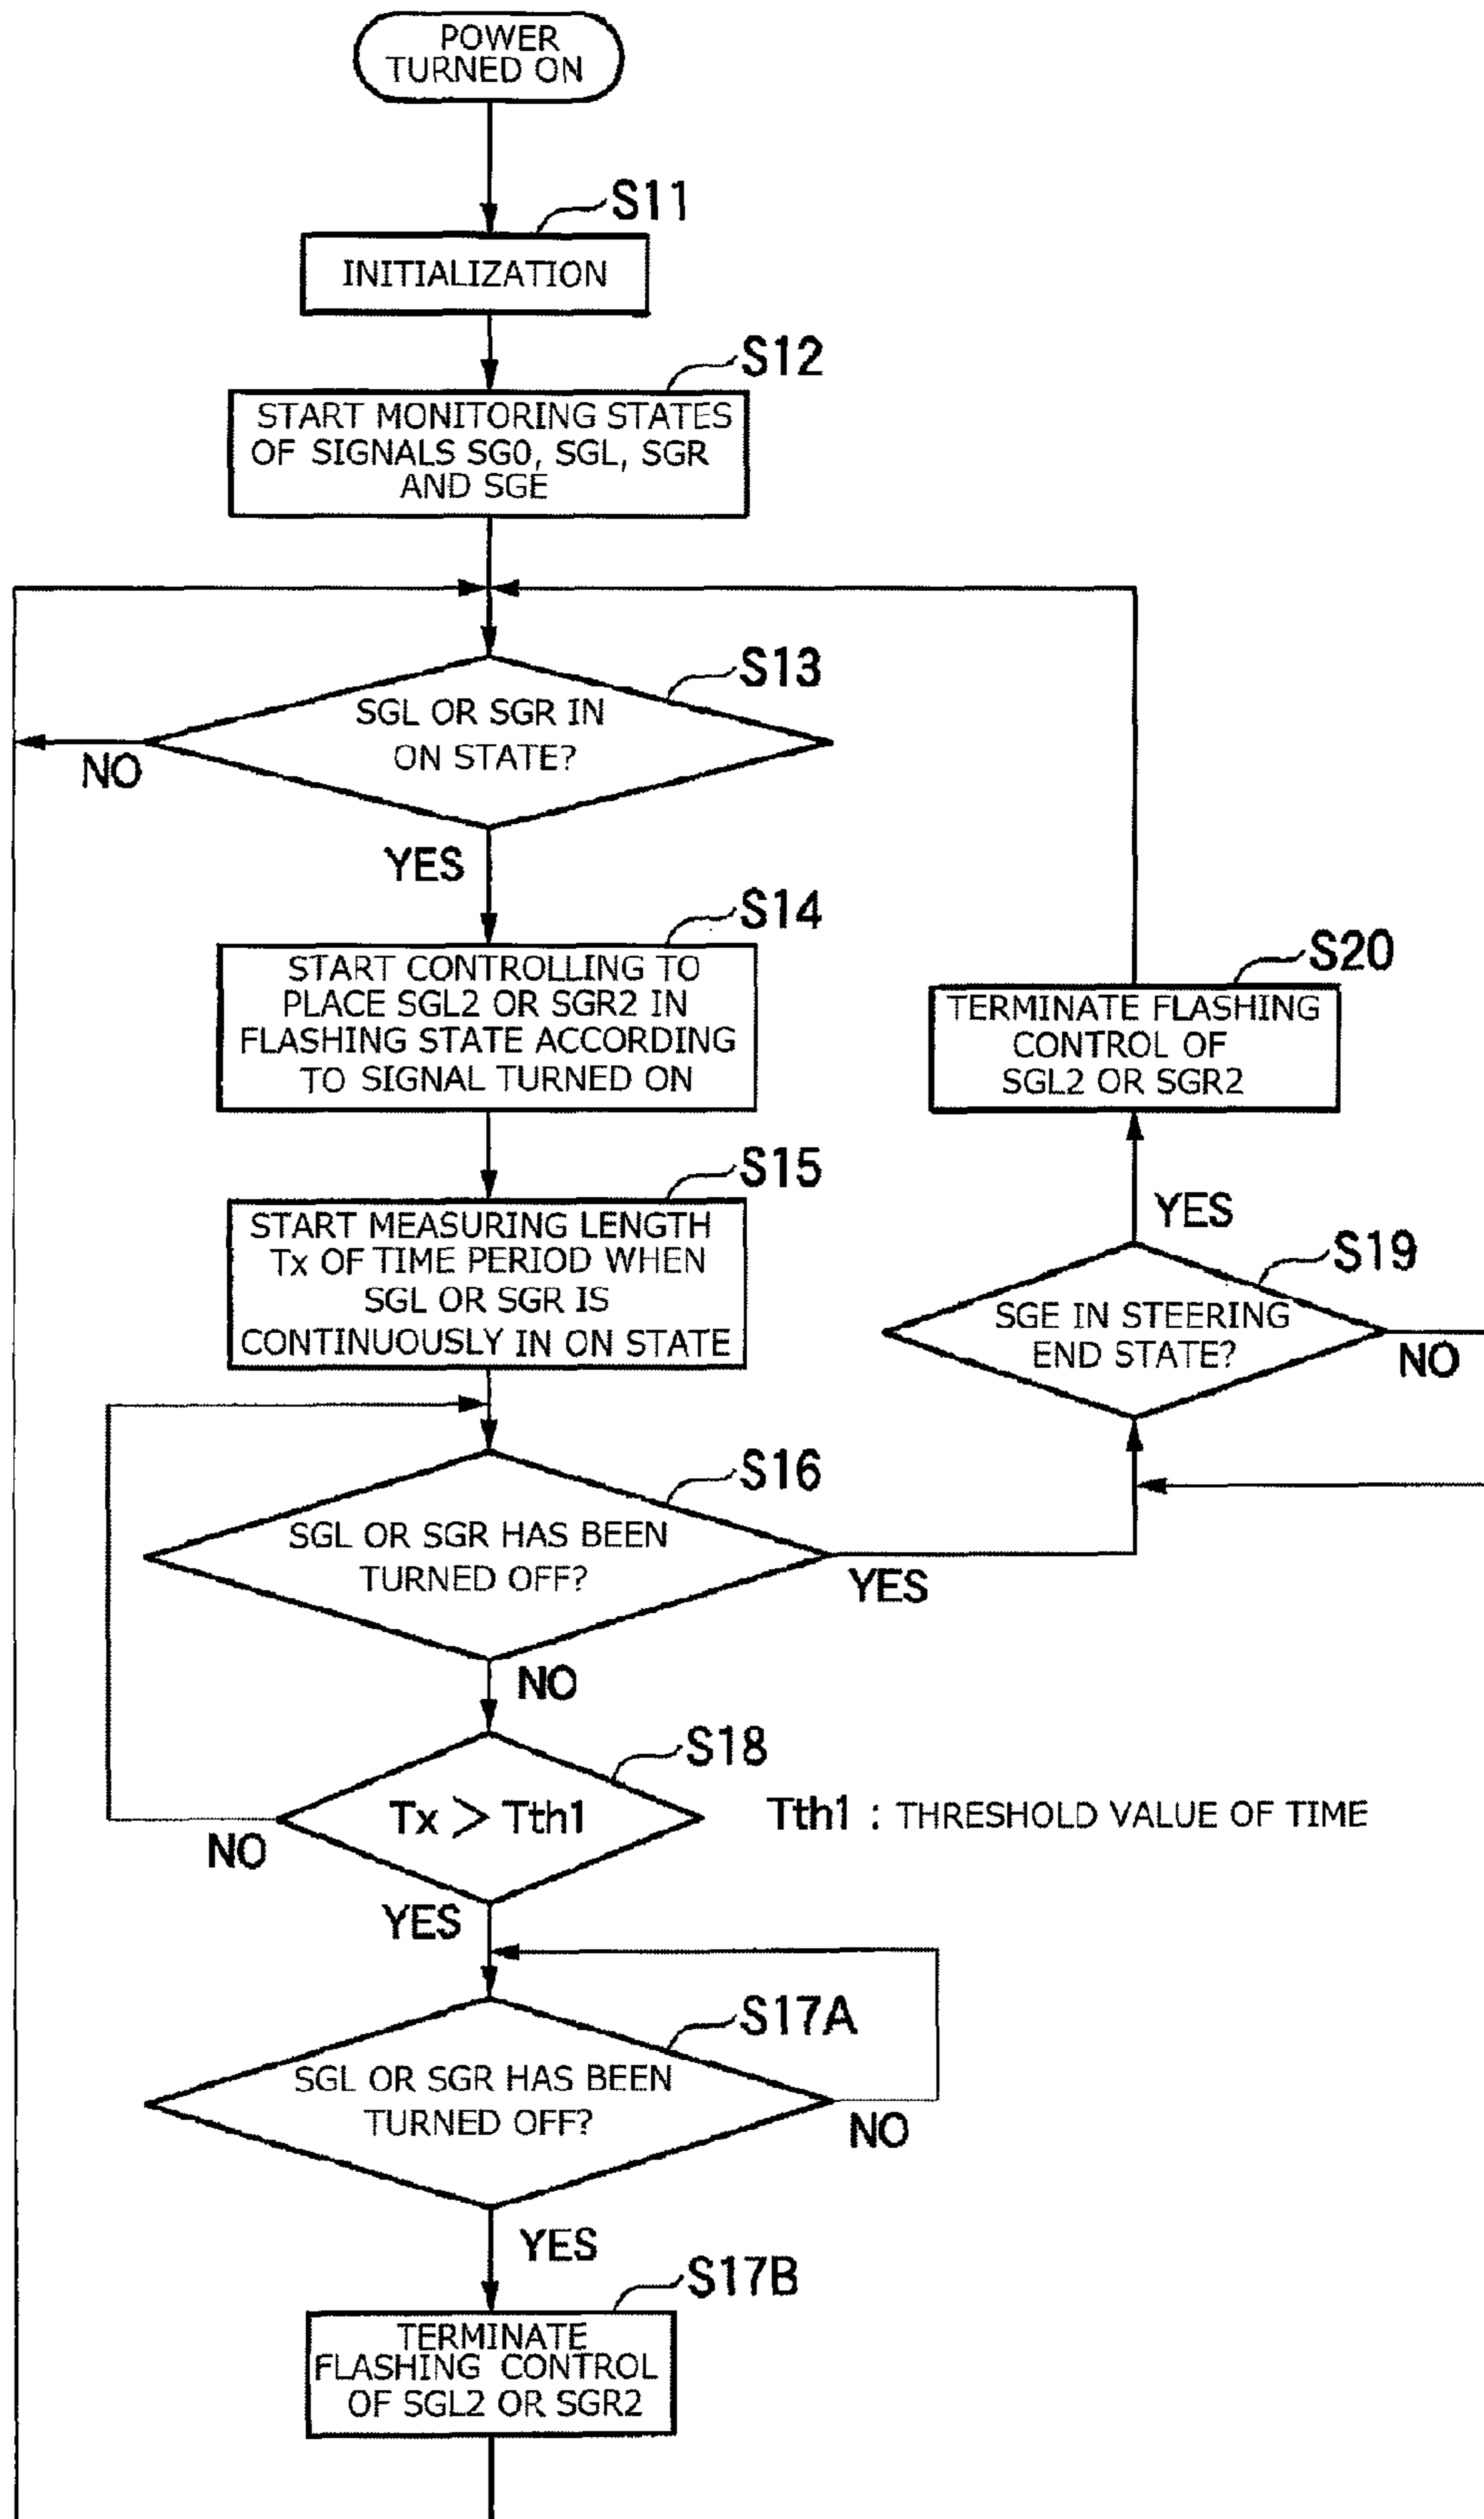 POWER
TURNED ON
S11
INITIALIZATION
S12
START MONITORING STATES
OF SIGNALS SG0, SGL, SGR
AND SGE
S13
SGL OR SGR IN
ON STATE?
NO
YES
S14
START CONTROLLING TO
PLACE SGL2 OR SGR2 IN
FLASHING STATE ACCORDING
TO SIGNAL TURNED ON
S20
TERMINATE FLASHING
CONTROL OF
SGL2 OR SGR2
S15
START MEASURING LENGTH
Tx OF TIME PERIOD WHEN
SGL OR SGR IS
CONTINUOUSLY IN ON STATE
YES
S19
SGE IN STEERING
END STATE?
NO
S16
SGL OR SGR HAS BEEN
TURNED OFF?
YES
NO
S18
Tx > Tth1
Tth1 : THRESHOLD VALUE OF TIME
NO
YES
S17A
SGL OR SGR HAS BEEN
TURNED OFF?
NO
YES
S17B
TERMINATE
FLASHING CONTROL
OF SGL2 OR SGR2